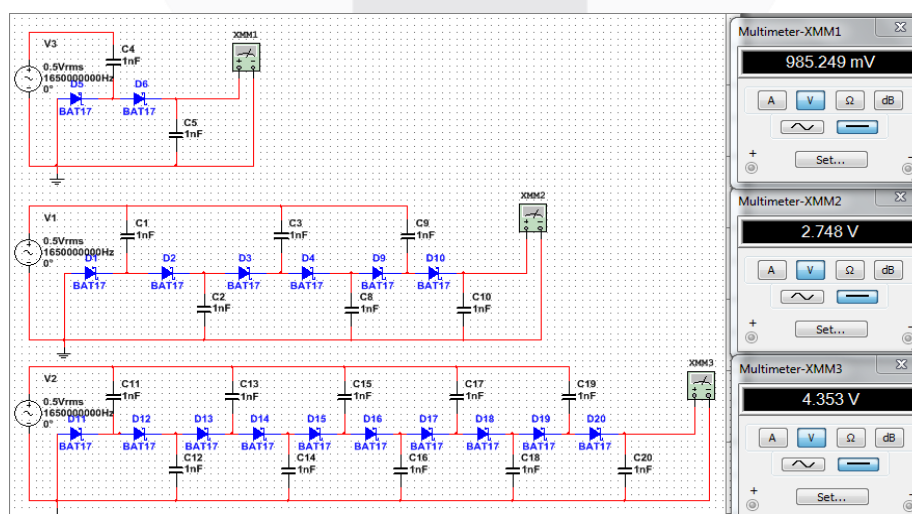 V3
0.5Vrms
1650000000Hz
0°
C4
1nF
D5
BAT17
D6
BAT17
C5
1nF
XMM1
V1
0.5Vrms
1650000000Hz
0°
C1
1nF
C3
1nF
C9
1nF
XMM2
D1
BAT17
D2
BAT17
D3
BAT17
D4
BAT17
D9
BAT17
D10
BAT17
C2
1nF
C8
1nF
C10
1nF
V2
0.5Vrms
1650000000Hz
0°
C11
1nF
C13
1nF
C15
1nF
C17
1nF
C19
1nF
XMM3
D11
BAT17
D12
BAT17
D13
BAT17
D14
BAT17
D15
BAT17
D16
BAT17
D17
BAT17
D18
BAT17
D19
BAT17
D20
BAT17
C12
1nF
C14
1nF
C16
1nF
C18
1nF
C20
1nF
Multimeter-XMM1
985.249 mV
A V Ω dB
+ Set... -
Multimeter-XMM2
2.748 V
A V Ω dB
+ Set... -
Multimeter-XMM3
4.353 V
A V Ω dB
+ Set... -